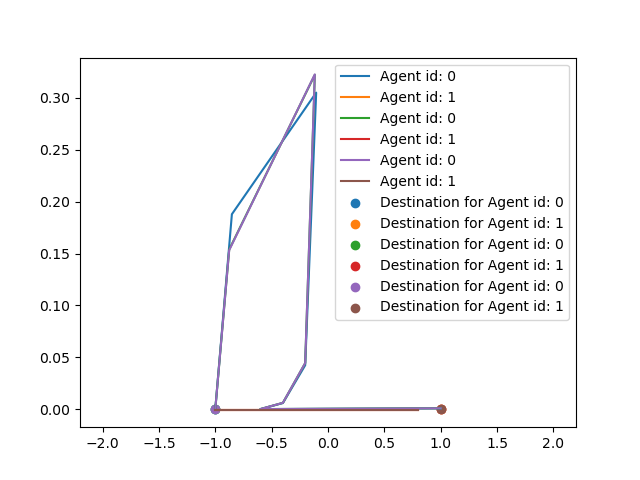 0.30
0.25
0.20
0.15
0.10
0.05
0.00
−2.0
−1.5
−1.0
−0.5
0.0
0.5
1.0
1.5
2.0
Agent id: 0
Agent id: 1
Agent id: 0
Agent id: 1
Agent id: 0
Agent id: 1
Destination for Agent id: 0
Destination for Agent id: 1
Destination for Agent id: 0
Destination for Agent id: 1
Destination for Agent id: 0
Destination for Agent id: 1